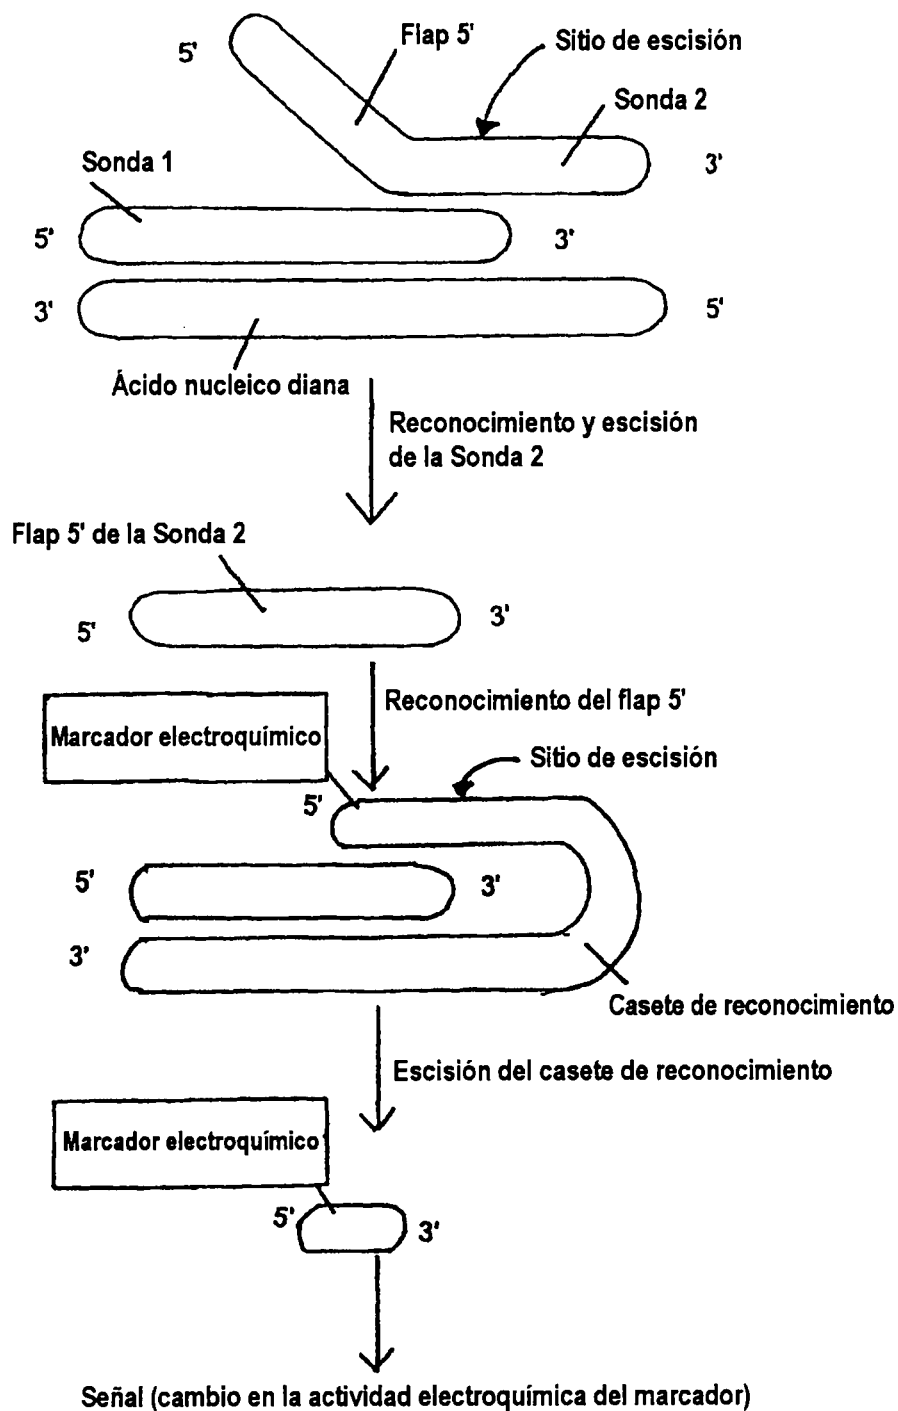 Flap 5'
Sitio de escisión
5'
Sonda 2
Sonda 1
3'
5'
3'
3'
5'
Ácido nucleico diana
Reconocimiento y escisión
de la Sonda 2
Flap 5' de la Sonda 2
5'
3'
Reconocimiento del flap 5'
Marcador electroquímico
Sitio de escisión
5'
5'
3'
3'
Casete de reconocimiento
Escisión del casete de reconocimiento
Marcador electroquímico
5'
3'
Señal (cambio en la actividad electroquímica del marcador)